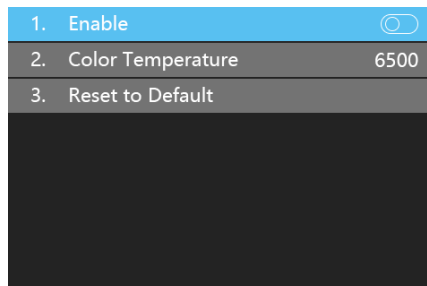 1. Enable
2. Color Temperature 6500
3. Reset to Default